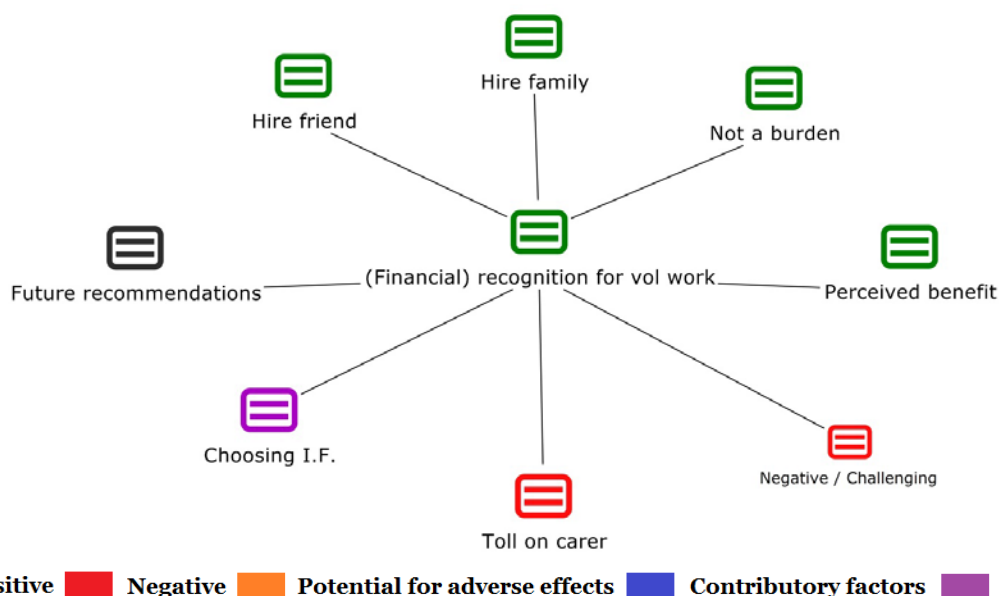 Hire family
Hire friend
Not a burden
(Financial) recognition for vol work
Future recommendations
Perceived benefit
Choosing I.F.
Negative / Challenging
Toll on carer
sitive Negative Potential for adverse effects Contributory factors